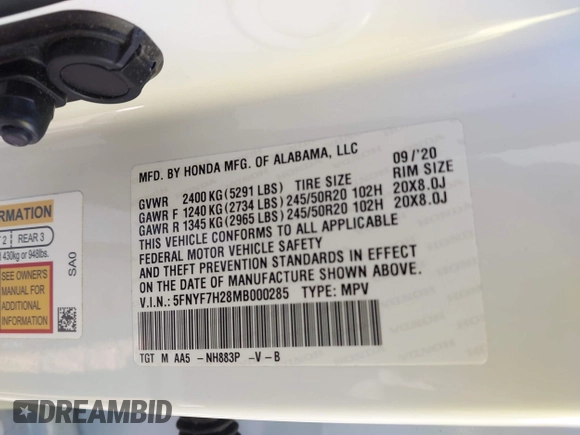 MFD. BY HONDA MFG. OF ALABAMA, LLC 09/'20
GVWR 2400 KG (5291 LBS) TIRE SIZE RIM SIZE
GAWR F 1240 KG (2734 LBS) 245/50R20 102H 20X8.0J
GAWR R 1345 KG (2965 LBS) 245/50R20 102H 20X8.0J
THIS VEHICLE CONFORMS TO ALL APPLICABLE
FEDERAL MOTOR VEHICLE SAFETY
AND THEFT PREVENTION STANDARDS IN EFFECT
ON THE DATE OF MANUFACTURE SHOWN ABOVE.
V.I.N.: 5FNYF7H28MB000285 TYPE: MPV
TGT M AA5 -NH883P -V-B
REAR 3
430kg or 948lbs.
SEE OWNER'S
MANUAL FOR
ADDITIONAL
INFORMATION
SA0
DREAMBID